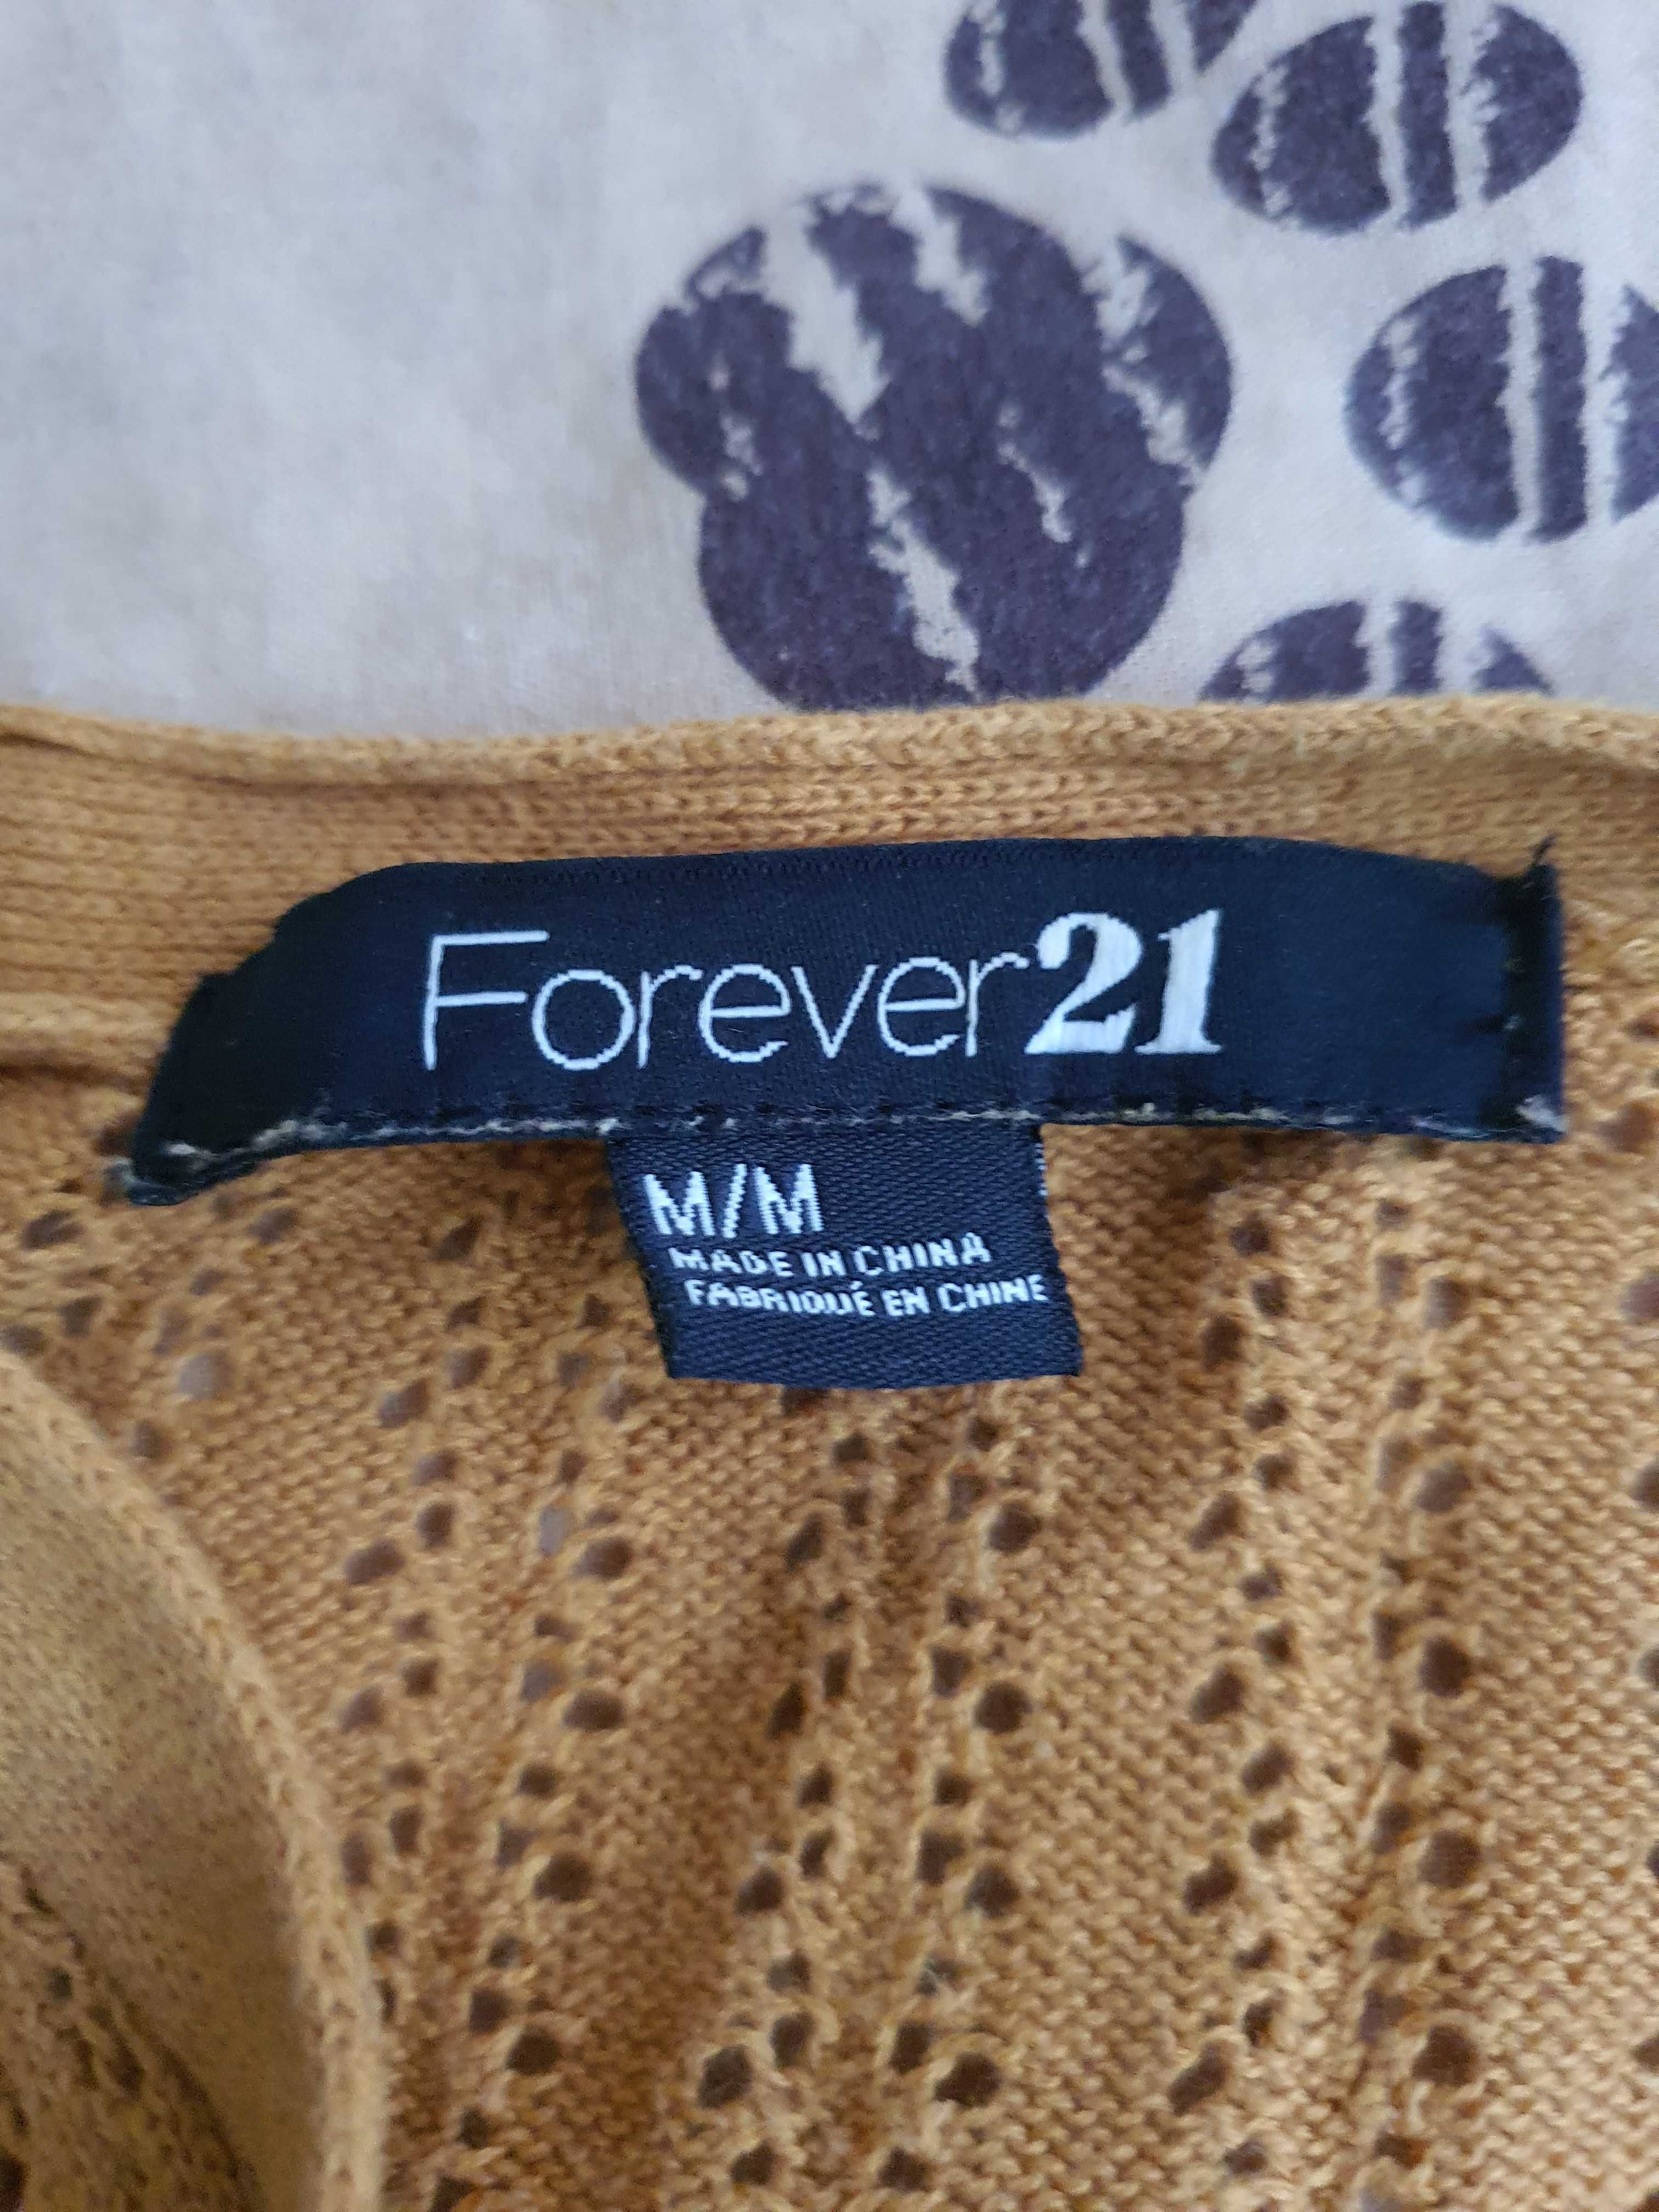 Forever21
M/M
MADE IN CHINA
FABRIQUÉ EN CHINE